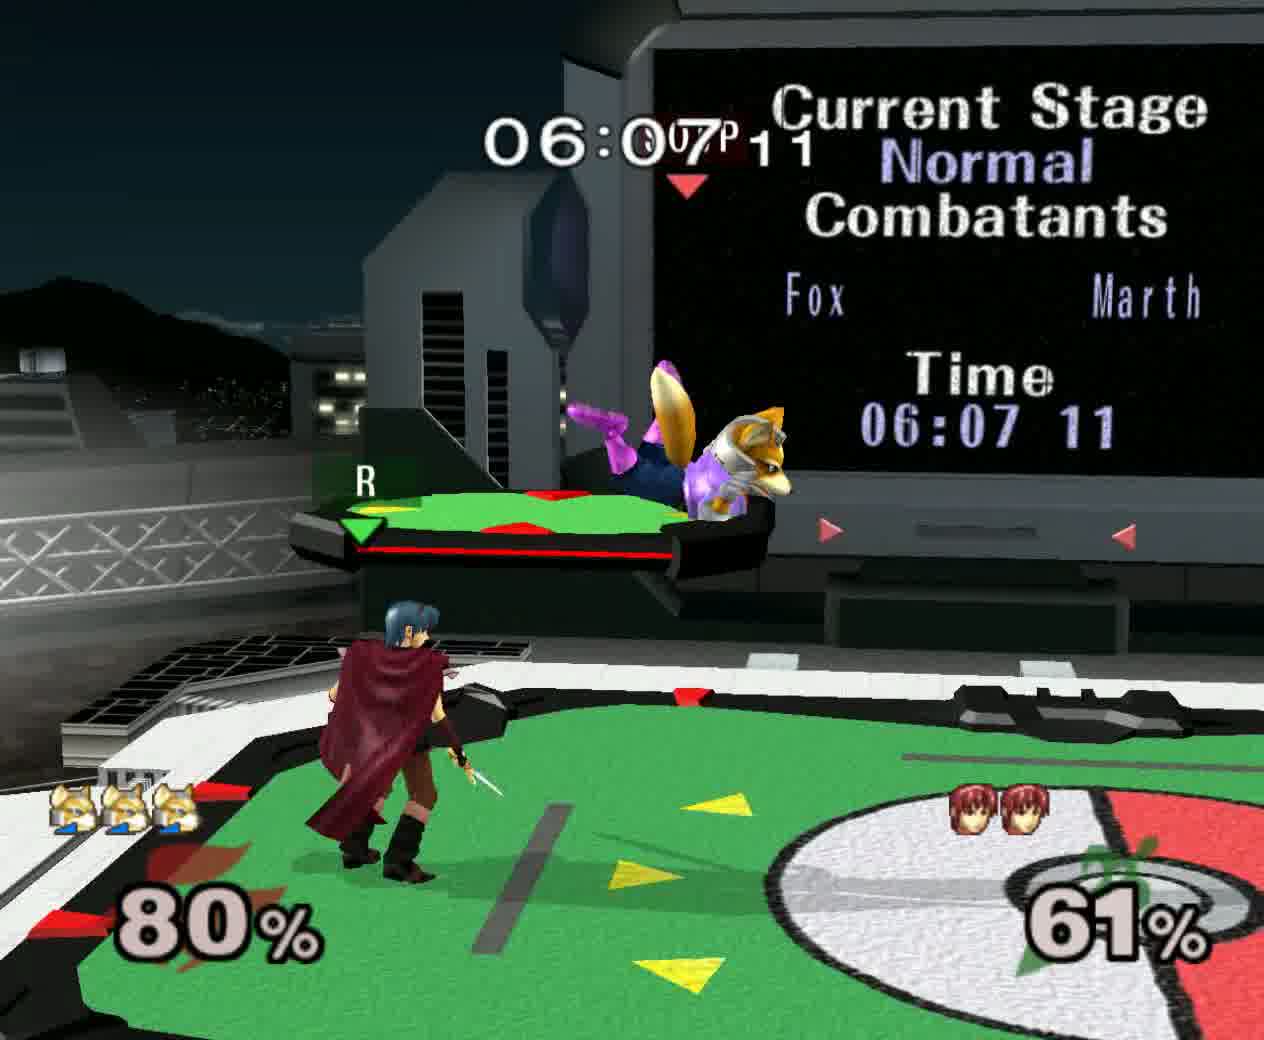 Current Stage
06:07 11
Normal
Combatants
Fox Marth
Time
06:07 11
R
80%
61%